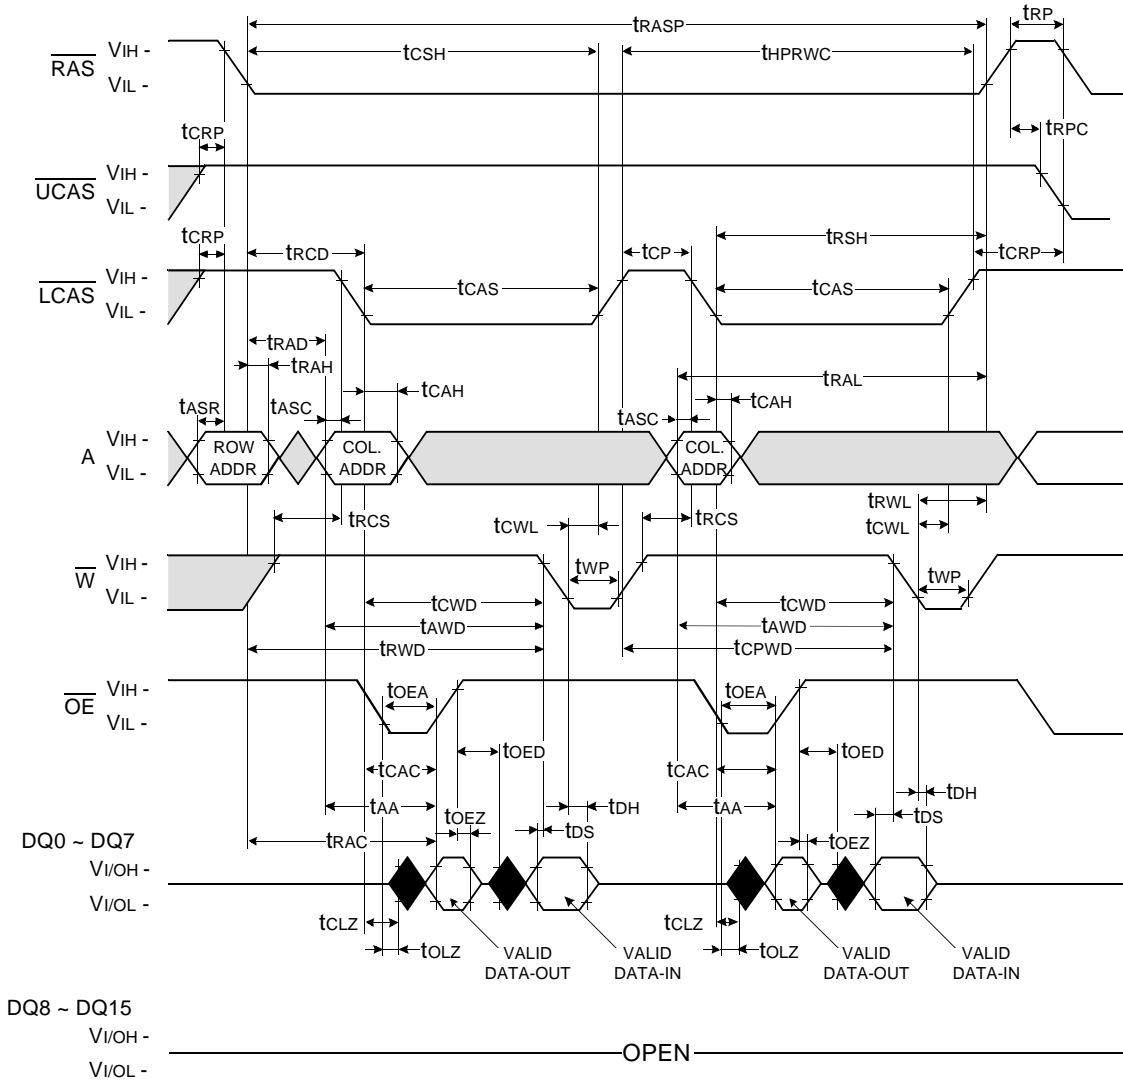 tRASP
tRP
tCSH
tHPRWC
RAS
VIH -
VIL -
tCRP
tRPC
UCAS
VIH -
VIL -
tCRP
tRCD
tCP
tRSH
tCRP
LCAS
VIH -
VIL -
tCAS
tCAS
tRAD
tRAH
tCAH
tRAL
tASR
tASC
tASC
tCAH
A
VIH -
VIL -
ROW
ADDR
COL.
ADDR
COL.
ADDR
tRCS
tCWL
tRCS
tRWL
tCWL
W
VIH -
VIL -
tWP
tWP
tCWD
tCWD
tAWD
tAWD
tRWD
tCPWD
OE
VIH -
VIL -
tOEA
tOEA
tOED
tOED
tCAC
tCAC
tAA
tOEZ
tDH
tAA
tDH
tRAC
tDS
tOEZ
tDS
DQ0 ~ DQ7
VI/OH -
VI/OL -
tCLZ
tCLZ
tOLZ
tOLZ
VALID
DATA-OUT
VALID
DATA-IN
VALID
DATA-OUT
VALID
DATA-IN
DQ8 ~ DQ15
VI/OH -
OPEN
VI/OL -